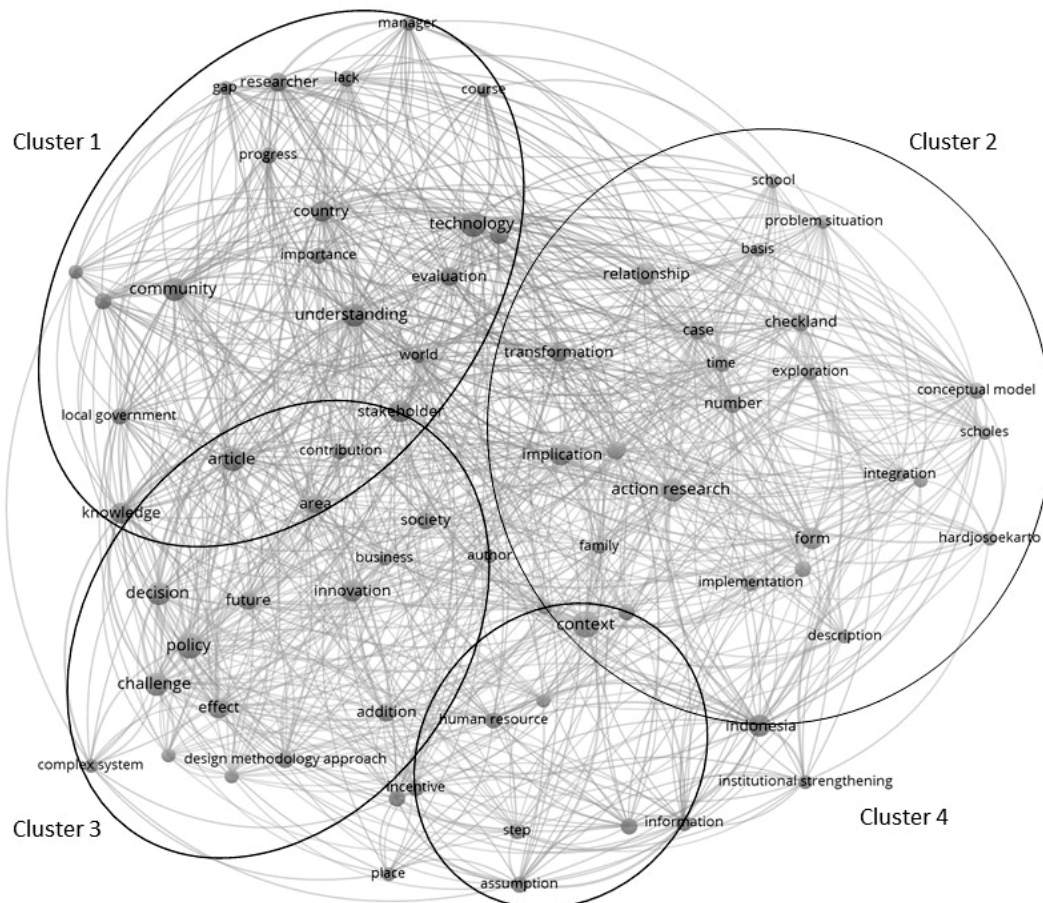 manager
gap
researcher
lack
course
Cluster 1
Cluster 2
progress
school
country
technology
problem situation
importance
basis
evaluation
relationship
community
understanding
case
checkland
world
transformation
time
exploration
conceptual model
local government
stakeholder
number
scholes
article
contribution
implication
integration
knowledge
area
action research
society
form
hardjosoekarto
business
author
family
decision
future
innovation
implementation
policy
context
description
challenge
effect
addition
human resource
indonesia
complex system
design methodology approach
incentive
institutional strengthening
Cluster 3
step
information
Cluster 4
place
assumption